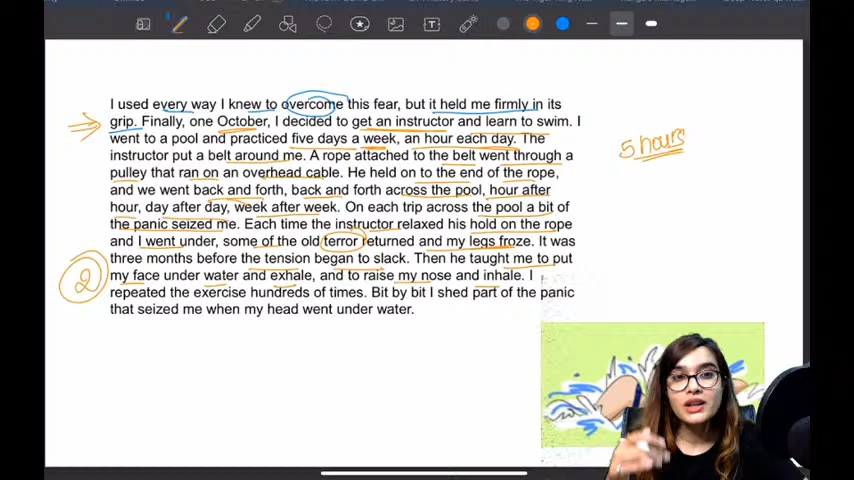 I used every way I knew to overcome this fear, but it held me firmly in its
grip. Finally, one October, I decided to get an instructor and learn to swim. I
went to a pool and practiced five days a week, an hour each day. The
instructor put a belt around me. A rope attached to the belt went through a
pulley that ran on an overhead cable. He held on to the end of the rope,
and we went back and forth, back and forth across the pool, hour after
hour, day after day, week after week. On each trip across the pool a bit of
the panic seized me. Each time the instructor relaxed his hold on the rope
and I went under, some of the old terror returned and my legs froze. It was
three months before the tension began to slack. Then he taught me to put
my face under water and exhale, and to raise my nose and inhale. I
repeated the exercise hundreds of times. Bit by bit I shed part of the panic
that seized me when my head went under water.
5 hours
2